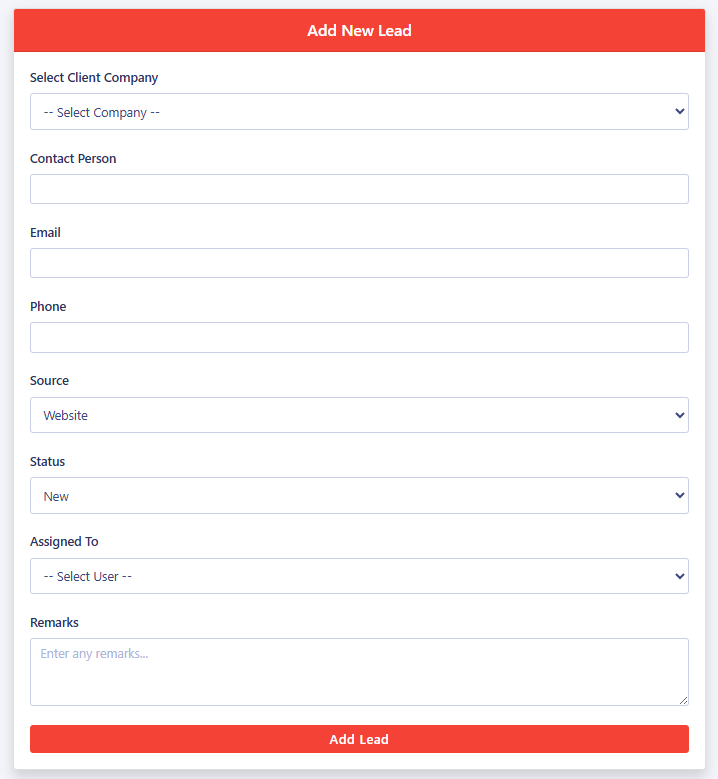 Add New Lead
Select Client Company
-- Select Company --
Contact Person
Email
Phone
Source
Website
Status
New
Assigned To
-- Select User --
Remarks
Enter any remarks...
Add Lead